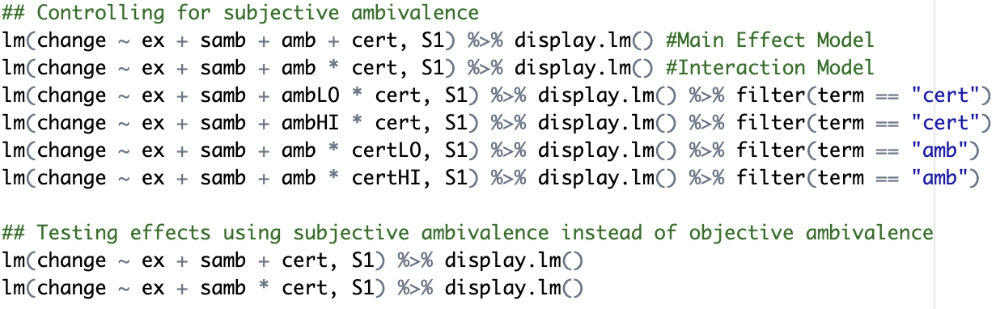 ## Controlling for subjective ambivalence
lm(change ~ ex + samb + amb + cert, S1) %>% display.lm() #Main Effect Model
lm(change ~ ex + samb + amb * cert, S1) %>% display.lm() #Interaction Model
lm(change ~ ex + samb + ambLO * cert, S1) %>% display.lm() %>% filter(term == "cert")
lm(change ~ ex + samb + ambHI * cert, S1) %>% display.lm() %>% filter(term == "cert")
lm(change ~ ex + samb + amb * certLO, S1) %>% display.lm() %>% filter(term == "amb")
lm(change ~ ex + samb + amb * certHI, S1) %>% display.lm() %>% filter(term == "amb")
## Testing effects using subjective ambivalence instead of objective ambivalence
lm(change ~ ex + samb + cert, S1) %>% display.lm()
lm(change ~ ex + samb * cert, S1) %>% display.lm()